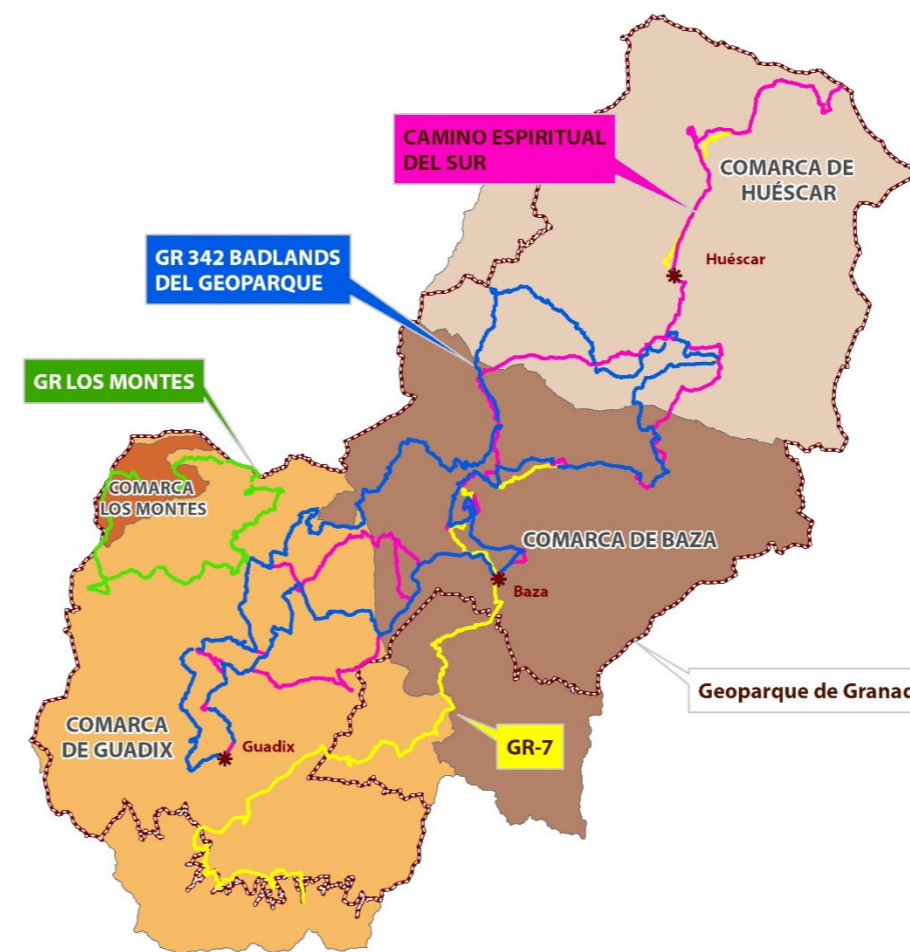 CAMINO ESPIRITUAL
DEL SUR
COMARCA DE
HUÉSCAR
GR 342 BADLANDS
DEL GEOPARQUE
Huéscar
GR LOS MONTES
COMARCA
LOS MONTES
COMARCA DE BAZA
Baza
Geoparque de Granad
COMARCA
DE GUADIX
Guadix
GR-7